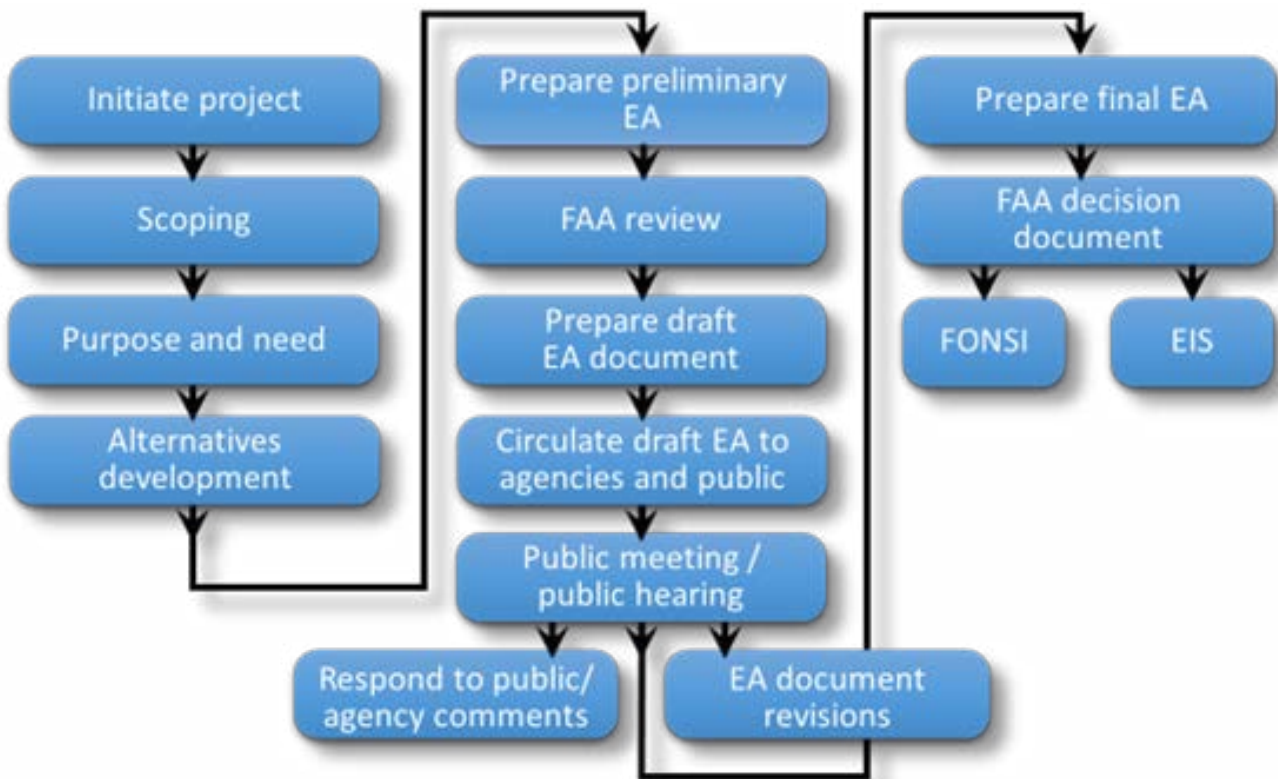 Initiate project
Scoping
Purpose and need
Alternatives
development
Prepare preliminary
EA
FAA review
Prepare draft
EA document
Circulate draft EA to
agencies and public
Public meeting /
public hearing
Respond to public/
agency comments
EA document
revisions
Prepare final EA
FAA decision
document
FONSI
EIS